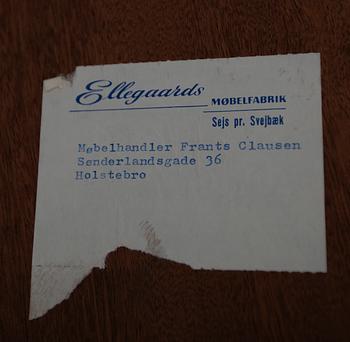 Ellegaards
MØBELFABRIK
Sejs pr. Svejbæk
Møbelhandler Frants Clausen
Sønderlandsgade 36
Holstebro